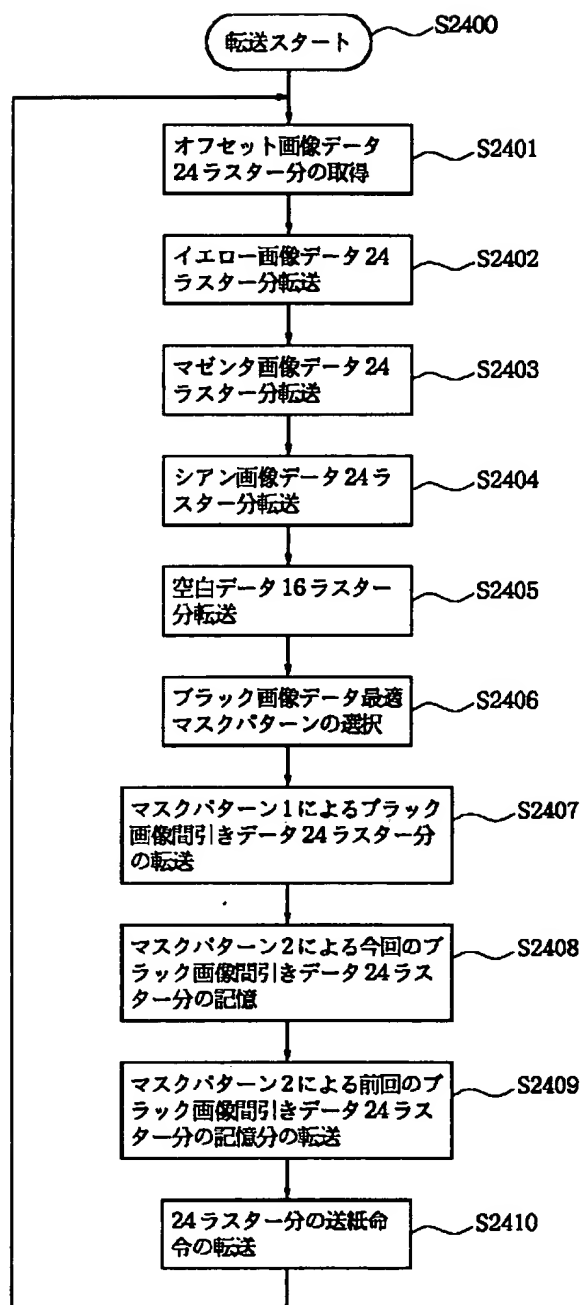 転送スタート
S2400
オフセット画像データ
24ラスター分の取得
S2401
イエロー画像データ24
ラスター分転送
S2402
マゼンタ画像データ24
ラスター分転送
S2403
シアン画像データ24ラ
スター分転送
S2404
空白データ16ラスター
分転送
S2405
ブラック画像データ最適
マスクパターンの選択
S2406
マスクパターン1によるブラック
画像間引きデータ24ラスター分
の転送
S2407
マスクパターン2による今回のブ
ラック画像間引きデータ24ラス
ター分の記憶
S2408
マスクパターン2による前回のブ
ラック画像間引きデータ24ラス
ター分の記憶分の転送
S2409
24ラスター分の送紙命
令の転送
S2410